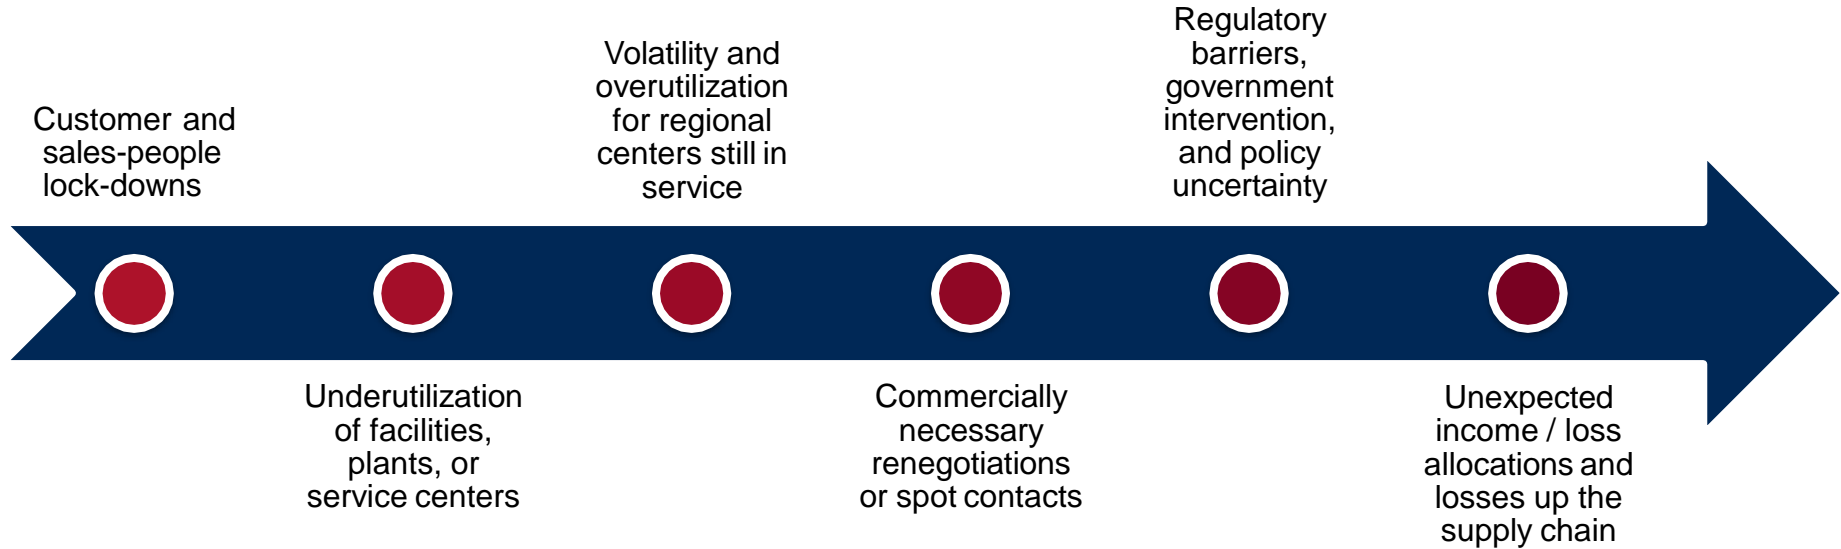 Customer and
sales-people
lock-downs
Underutilization
of facilities,
plants, or
service centers
Volatility and
overutilization
for regional
centers still in
service
Commercially
necessary
renegotiations
or spot contacts
Regulatory
barriers,
government
intervention,
and policy
uncertainty
Unexpected
income / loss
allocations and
losses up the
supply chain